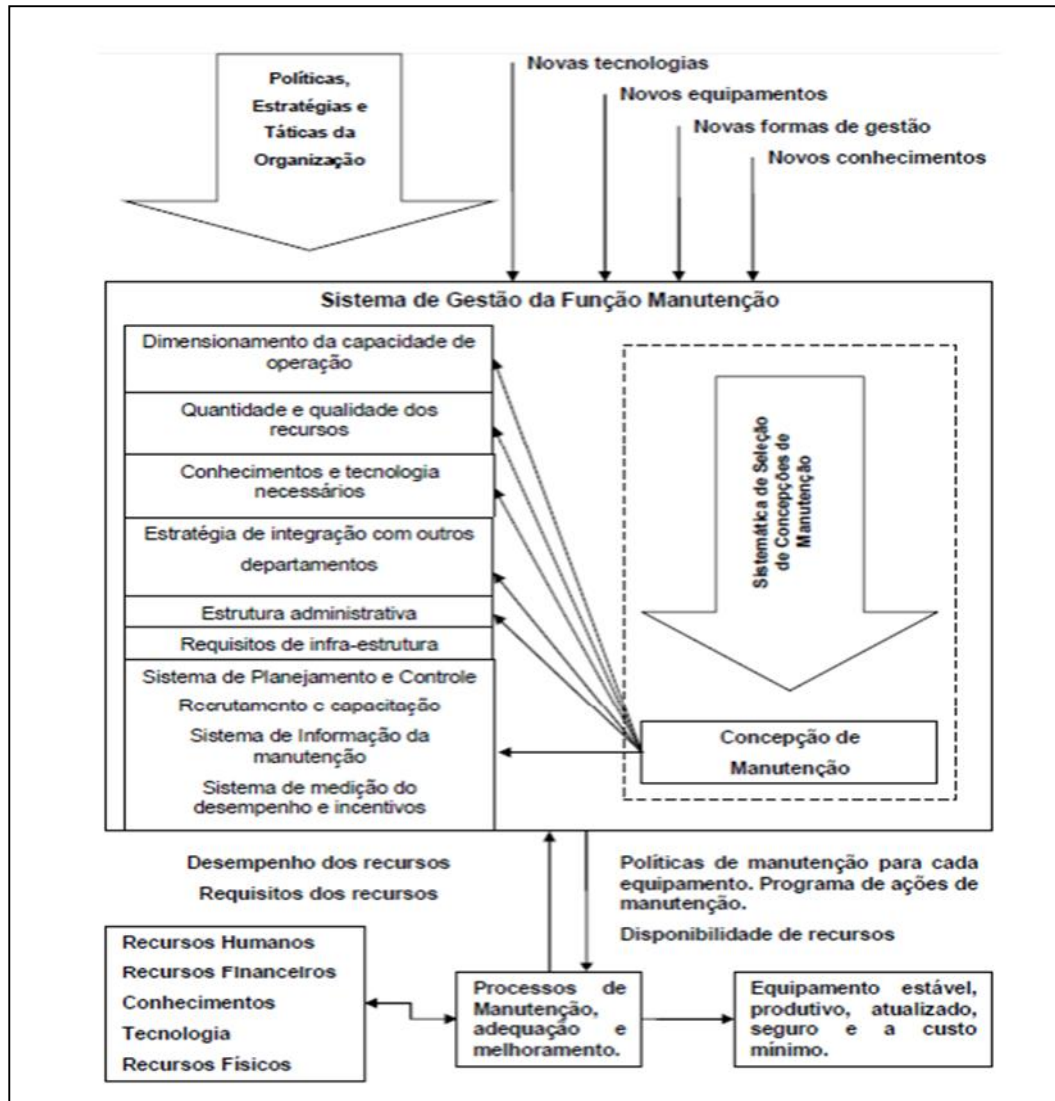 Políticas,
Estratégias e
Táticas da
Organização
Novas tecnologias
Novos equipamentos
Novas formas de gestão
Novos conhecimentos
Sistema de Gestão da Função Manutenção
Dimensionamento da capacidade de
operação
Quantidade e qualidade dos
recursos
Conhecimentos e tecnologia
necessários
Estratégia de integração com outros
departamentos
Estrutura administrativa
Requisitos de infra-estrutura
Sistema de Planejamento e Controle
Recrutamento e capacitação
Sistema de Informação da
manutenção
Sistema de medição do
desempenho e incentivos
Sistemática de Seleção
de Concepções de
Manutenção
Concepção de
Manutenção
Desempenho dos recursos
Requisitos dos recursos
Políticas de manutenção para cada
equipamento. Programa de ações de
manutenção.
Disponibilidade de recursos
Recursos Humanos
Recursos Financeiros
Conhecimentos
Tecnologia
Recursos Físicos
Processos de
Manutenção,
adequação e
melhoramento.
Equipamento estável,
produtivo, atualizado,
seguro e a custo
mínimo.